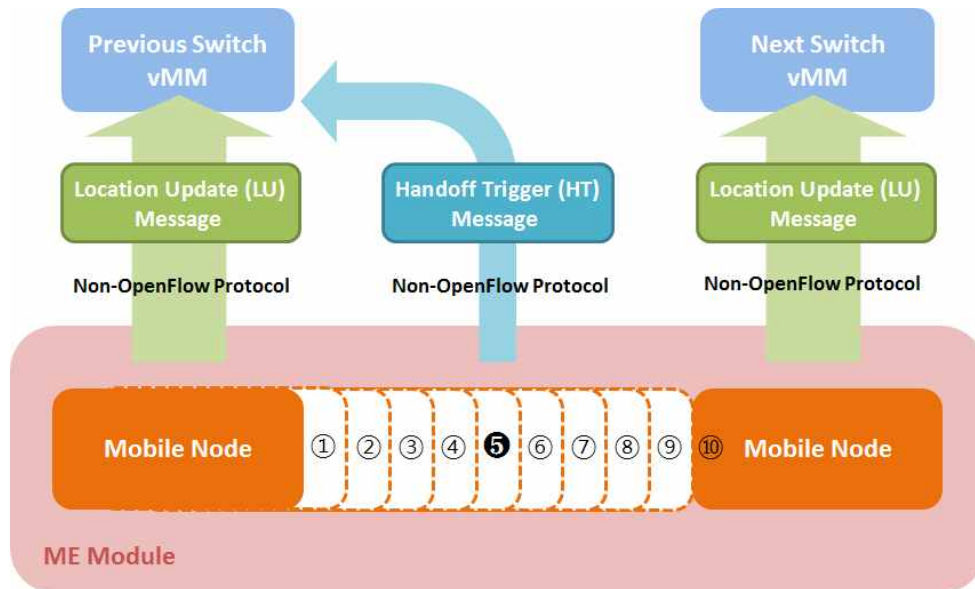 Previous Switch
vMM
Next Switch
vMM
Location Update (LU)
Message
Handoff Trigger (HT)
Message
Location Update (LU)
Message
Non-OpenFlow Protocol
Non-OpenFlow Protocol
Non-OpenFlow Protocol
Mobile Node ① ② ③ ④ ❺ ⑥ ⑦ ⑧ ⑨ ⑩ Mobile Node
ME Module